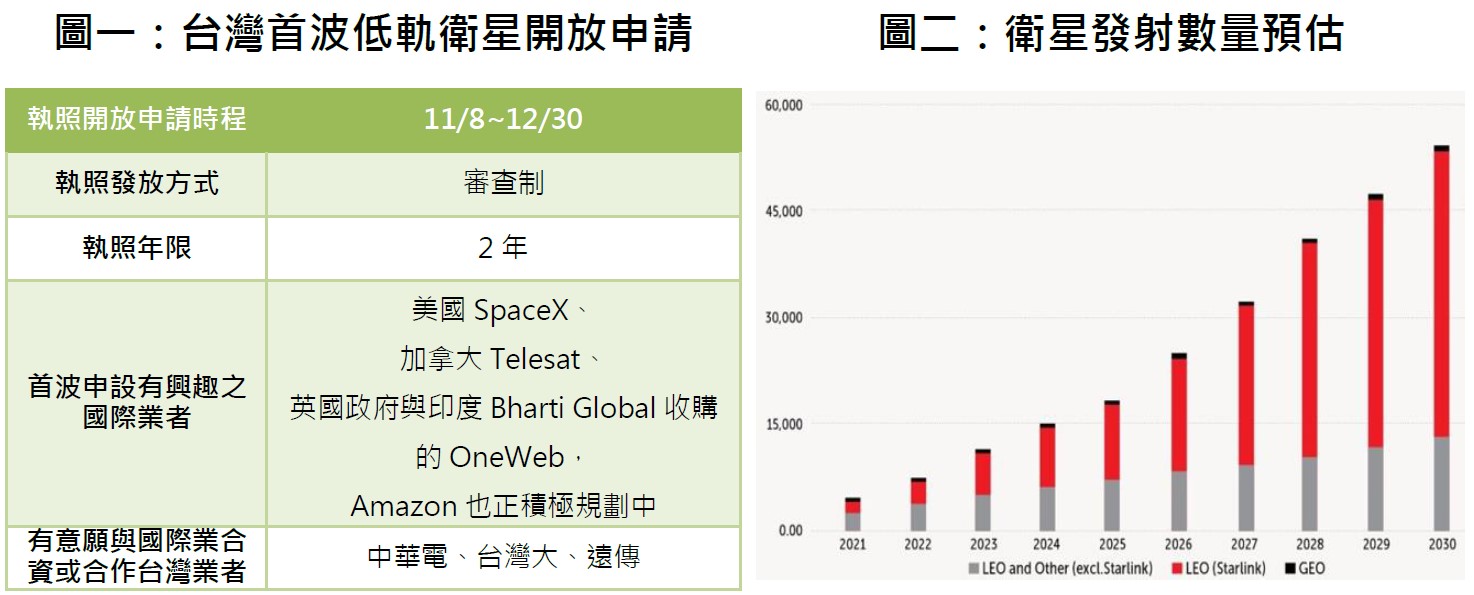 圖一：台灣首波低軌衛星開放申請
執照開放申請時程
11/8~12/30
執照發放方式
審查制
執照年限
2 年
首波申設有興趣之
國際業者
美國 SpaceX、
加拿大 Telesat、
英國政府與印度 Bharti Global 收購
的 OneWeb，
Amazon 也正積極規劃中
有意願與國際業合
資或合作台灣業者
中華電、台灣大、遠傳
圖二：衛星發射數量預估
60,000
45,000
30,000
15,000
0.00
2021 2022 2023 2024 2025 2026 2027 2028 2029 2030
LEO and Other (excl.Starlink) LEO (Starlink) GEO